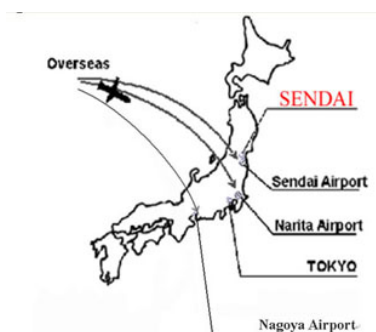 Overseas
SENDAI
Sendai Airport
Narita Airport
TOKYO
Nagoya Airport